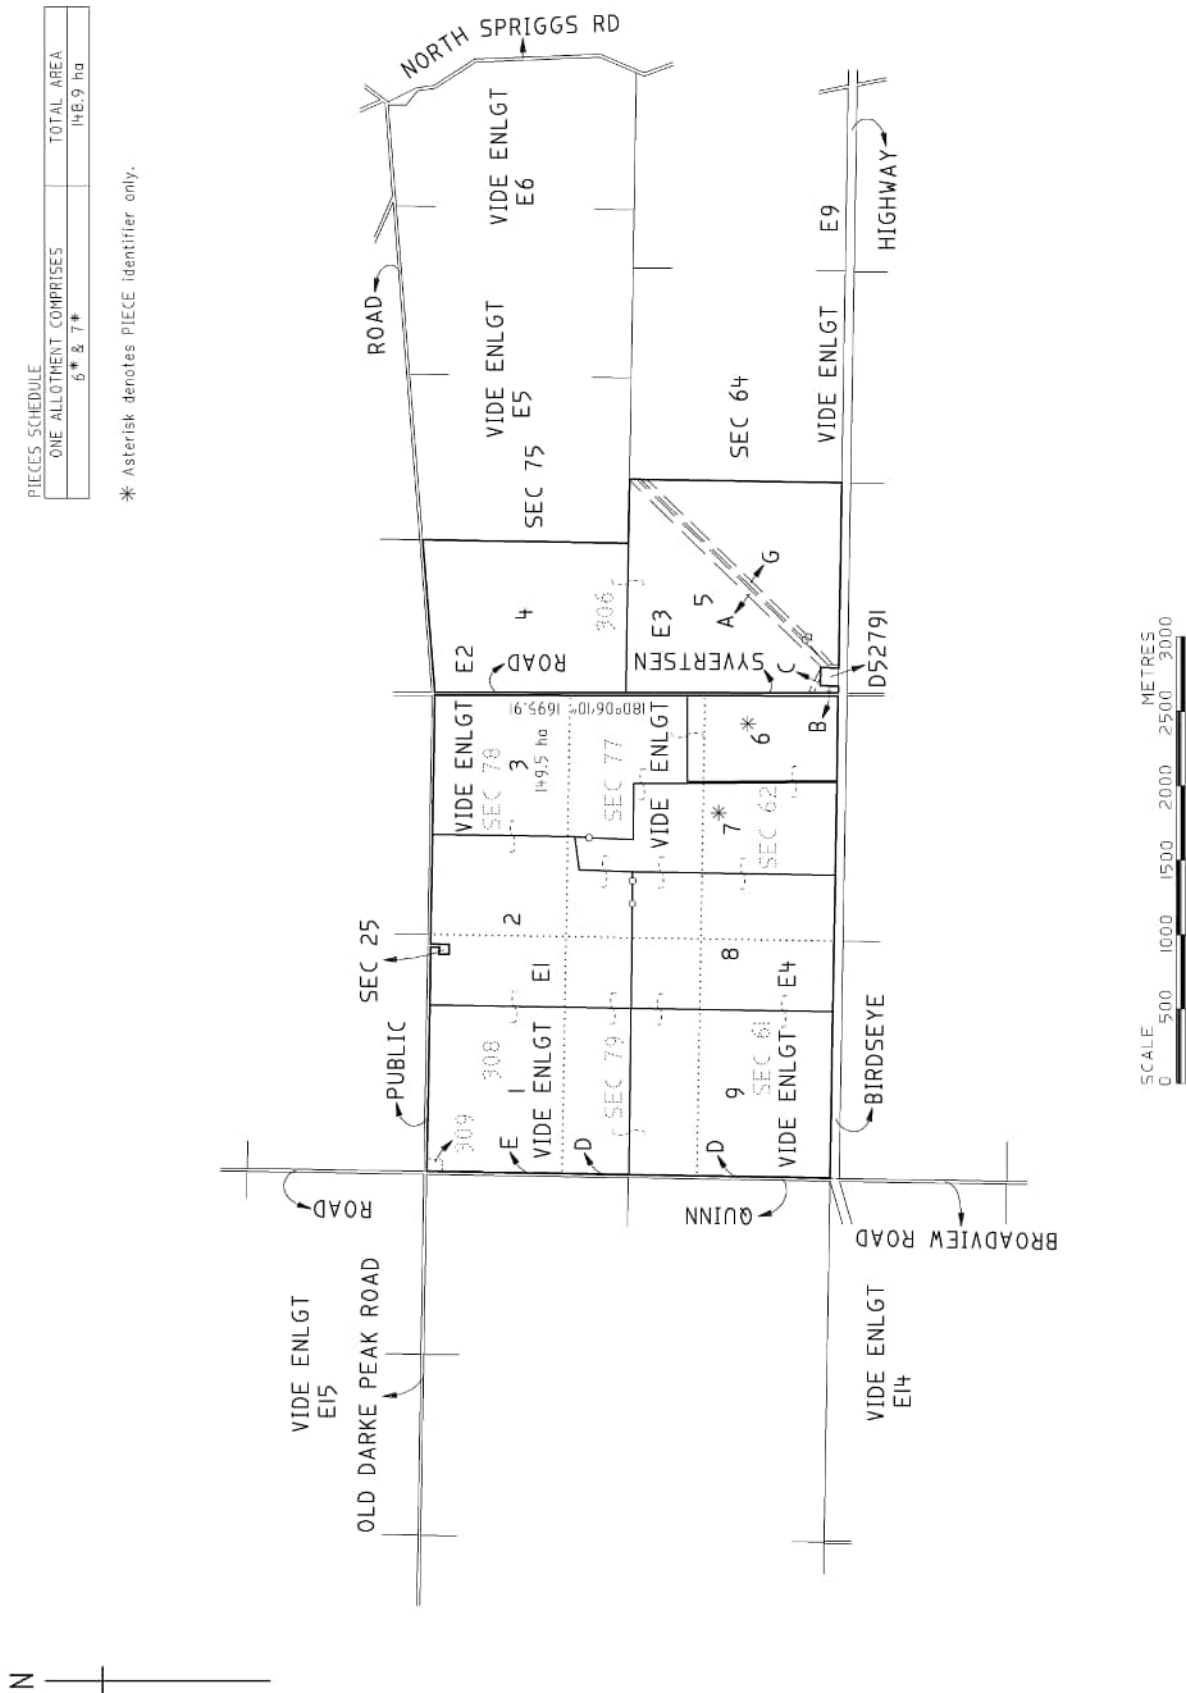 PIECES SCHEDULE
ONE ALLOTMENT COMPRISES TOTAL AREA
6* & 7* 148.9 ha
* Asterisk denotes PIECE identifier only.
N
VIDE ENLGT
E15
OLD DARKE PEAK ROAD
ROAD
PUBLIC
SEC 25
ROAD
NORTH SPRIGGS RD
309
308
E
1
VIDE ENLGT
E1
2
VIDE ENLGT
SEC 78
3
149.5 ha
180°06'10" 1695.91
E2
ROAD
4
306
SEC 75
VIDE ENLGT
E5
VIDE ENLGT
E6
D
SEC 79
SEC 77
VIDE ENLGT
E3
SYVERTSEN
5
A
G
SEC 64
QUINN
D
9
SEC 61
VIDE ENLGT
E4
8
7*
SEC 62
6*
B
C
D52791
VIDE ENLGT E9
HIGHWAY
BIRDSEYE
BROADVIEW ROAD
VIDE ENLGT
E14
SCALE METRES
0 500 1000 1500 2000 2500 3000